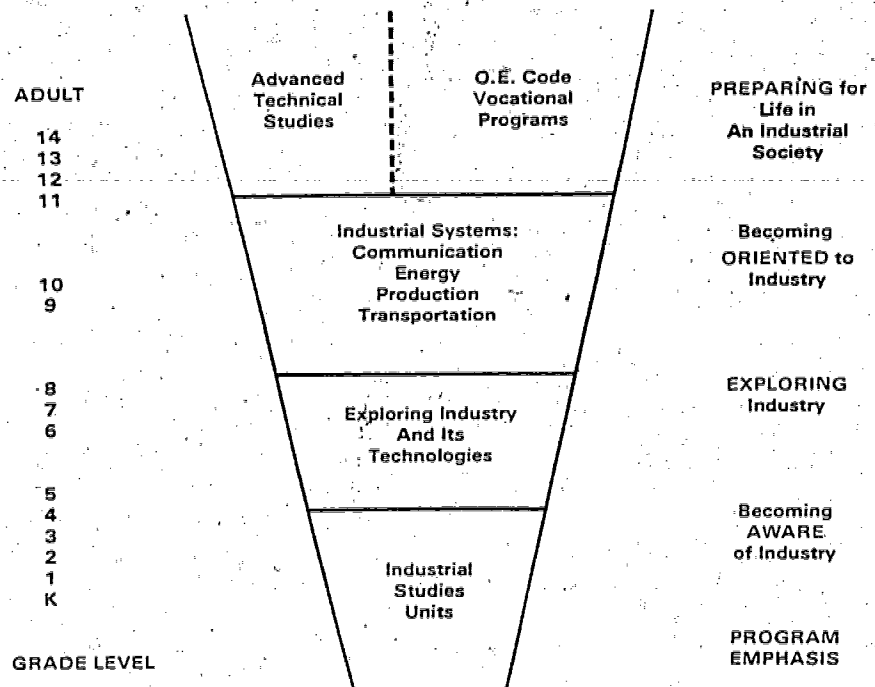 ADULT
14
13
12
11
10
9
8
7
6
5
4
3
2
1
K
GRADE LEVEL
Advanced
Technical
Studies
O.E. Code
Vocational
Programs
Industrial Systems:
Communication
Energy
Production
Transportation
Exploring Industry
And Its
Technologies
Industrial
Studies
Units
PREPARING for
Life in
An Industrial
Society
Becoming
ORIENTED to
Industry
EXPLORING
Industry
Becoming
AWARE
of Industry
PROGRAM
EMPHASIS